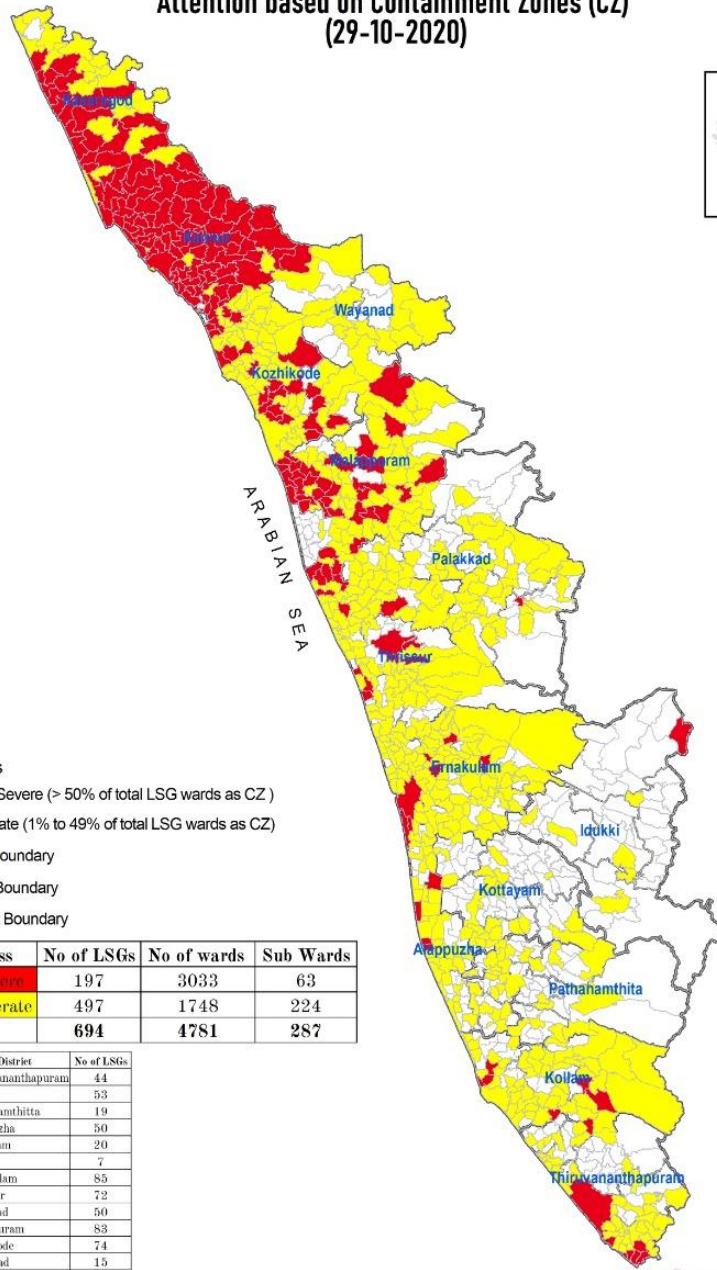 Attention based on Containment Zones (CZ)
(29-10-2020)
Kasaragod
Kannur
Wayanad
Kozhikode
Malappuram
ARABIAN SEA
Palakkad
Thrissur
Ernakulam
Idukki
Kottayam
Alappuzha
Pathanamthita
Kollam
Thiruvananthapuram
s
Severe (> 50% of total LSG wards as CZ )
ate (1% to 49% of total LSG wards as CZ)
oundary
Boundary
t Boundary
ss No of LSGs No of wards Sub Wards
ere 197 3033 63
erate 497 1748 224
694 4781 287
District No of LSGs
ananthapuram 44
53
amthitta 19
zha 50
am 20
7
lam 85
r 72
ad 50
uram 83
ode 74
ad 15